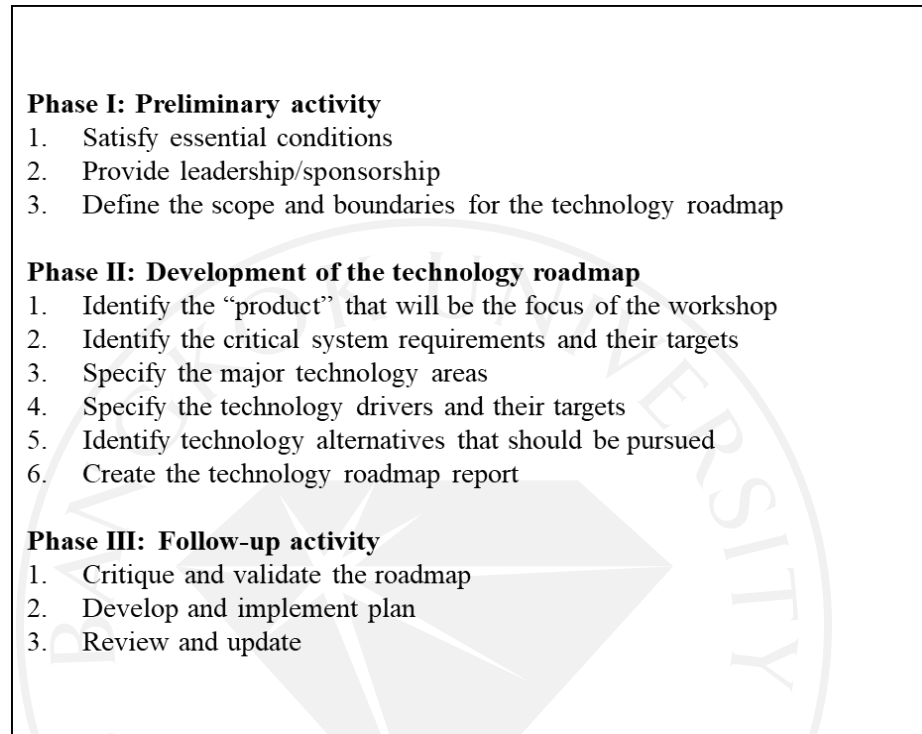 Phase I: Preliminary activity
1. Satisfy essential conditions
2. Provide leadership/sponsorship
3. Define the scope and boundaries for the technology roadmap
Phase II: Development of the technology roadmap
1. Identify the “product” that will be the focus of the workshop
2. Identify the critical system requirements and their targets
3. Specify the major technology areas
4. Specify the technology drivers and their targets
5. Identify technology alternatives that should be pursued
6. Create the technology roadmap report
Phase III: Follow-up activity
1. Critique and validate the roadmap
2. Develop and implement plan
3. Review and update
BANGKOK UNIVERSITY